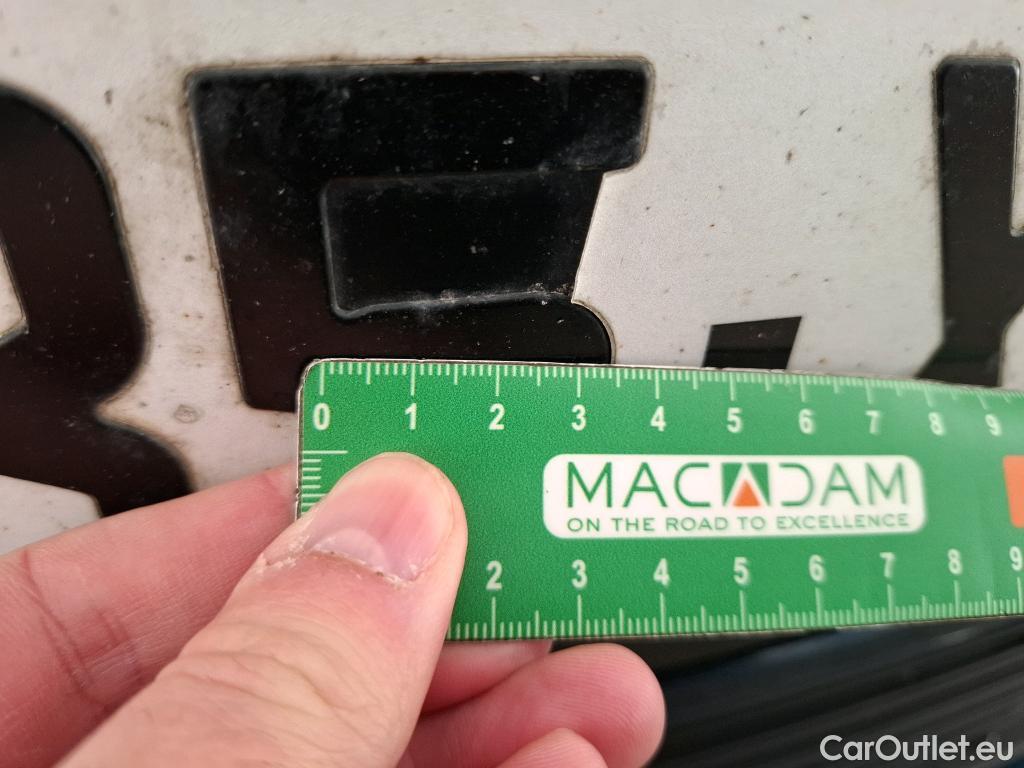 0 1 2 3 4 5 6 7 8 9
MACADAM
ON THE ROAD TO EXCELLENCE
2 3 4 5 6 7 8 9
CarOutlet.eu